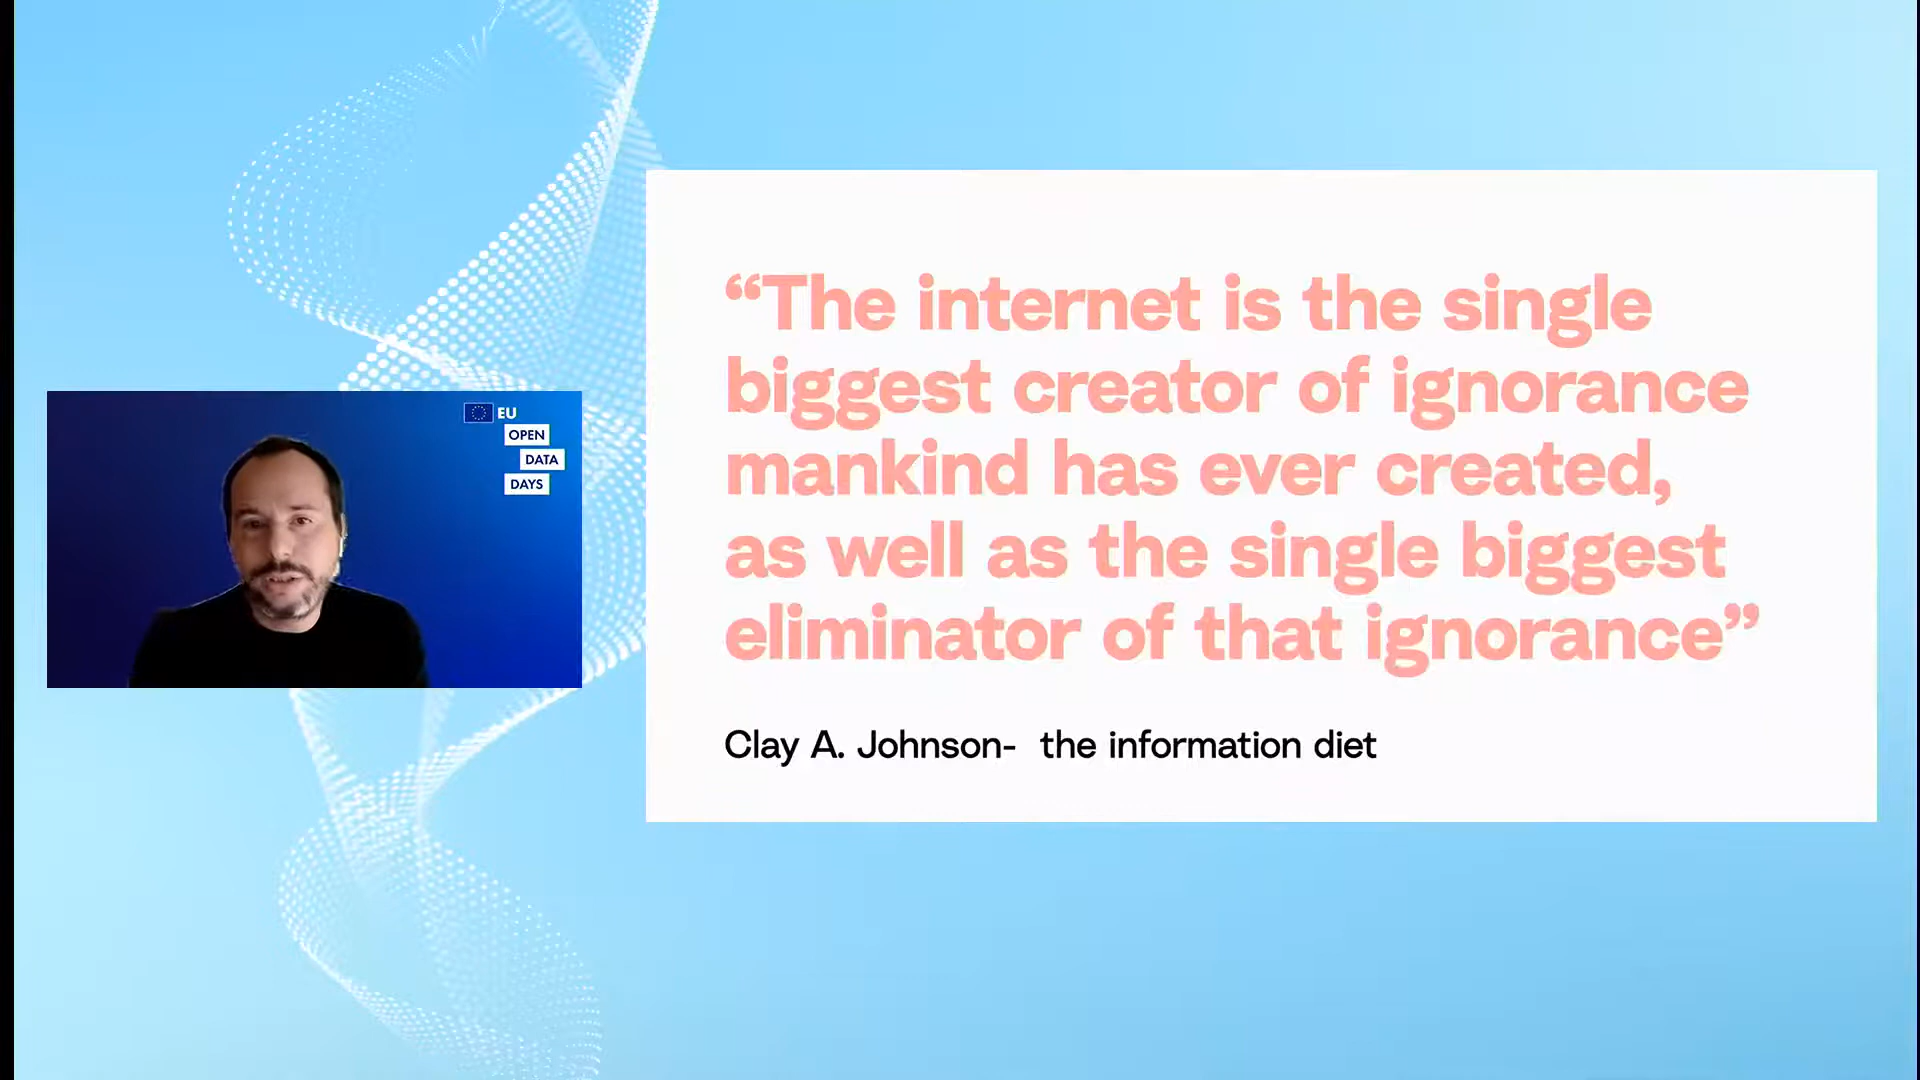 EU
OPEN
DATA
DAYS
“The internet is the single
biggest creator of ignorance
mankind has ever created,
as well as the single biggest
eliminator of that ignorance”
Clay A. Johnson-  the information diet